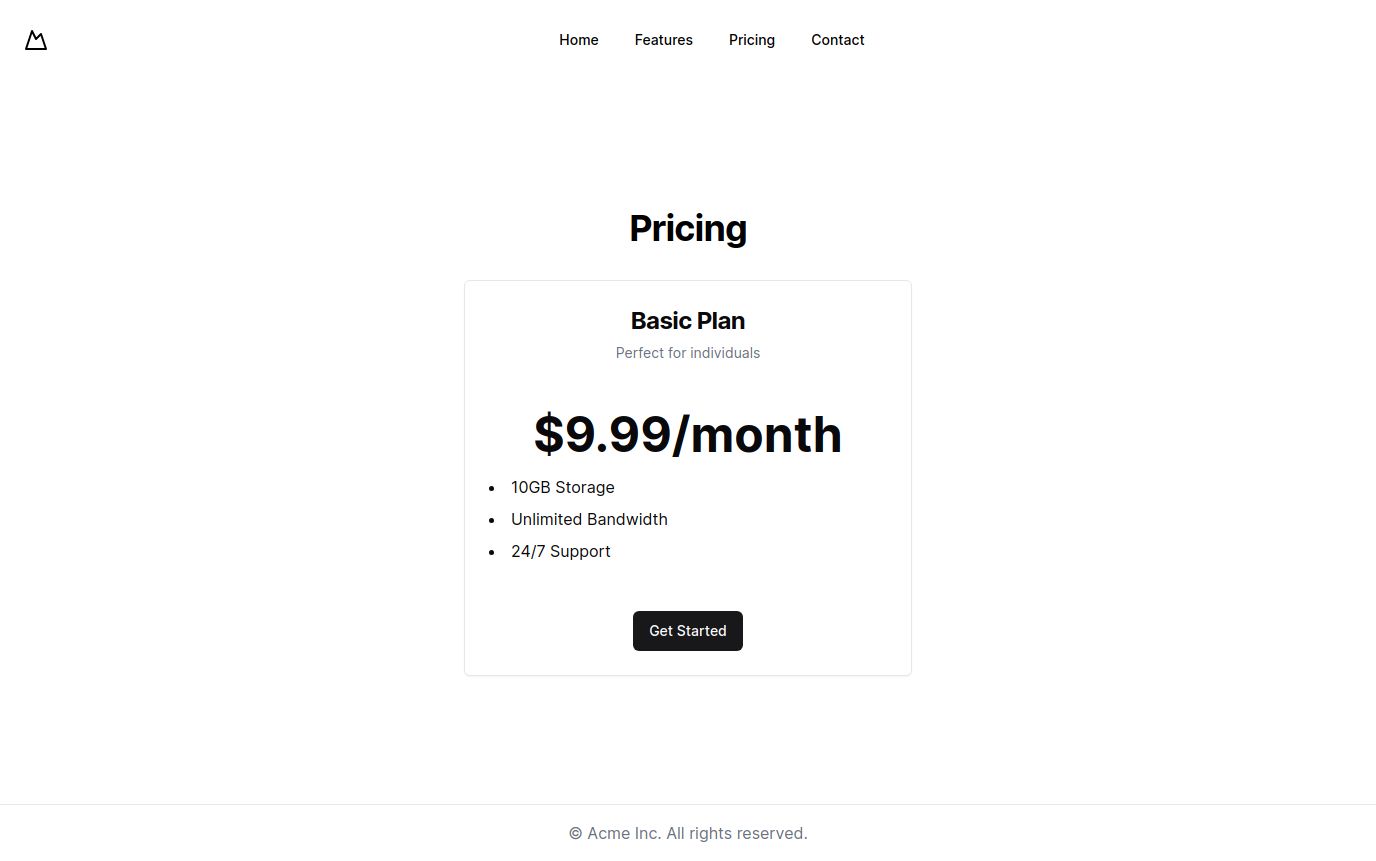 Home Features Pricing Contact
Pricing
Basic Plan
Perfect for individuals
$9.99/month
• 10GB Storage
• Unlimited Bandwidth
• 24/7 Support
Get Started
© Acme Inc. All rights reserved.